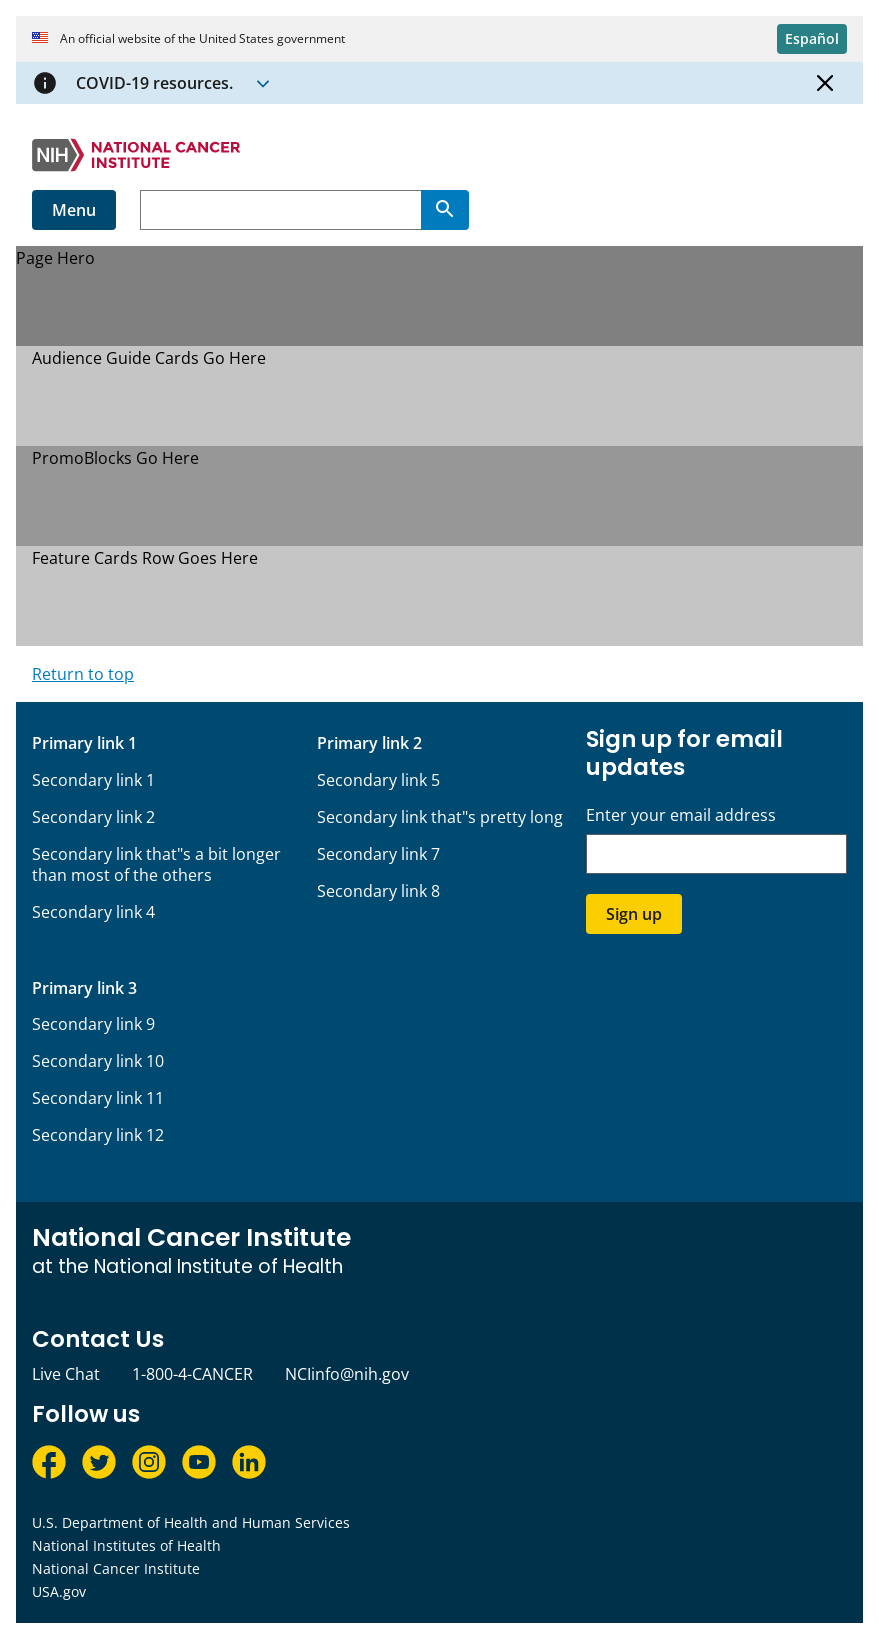 An official website of the United States government
Español
COVID-19 resources.
NIH
NATIONAL CANCER
INSTITUTE
Menu
Page Hero
Audience Guide Cards Go Here
PromoBlocks Go Here
Feature Cards Row Goes Here
Return to top
Primary link 1
Secondary link 1
Secondary link 2
Secondary link that"s a bit longer
than most of the others
Secondary link 4
Primary link 2
Secondary link 5
Secondary link that"s pretty long
Secondary link 7
Secondary link 8
Primary link 3
Secondary link 9
Secondary link 10
Secondary link 11
Secondary link 12
Sign up for email
updates
Enter your email address
Sign up
National Cancer Institute
at the National Institute of Health
Contact Us
Live Chat
1-800-4-CANCER
NCIinfo@nih.gov
Follow us
U.S. Department of Health and Human Services
National Institutes of Health
National Cancer Institute
USA.gov